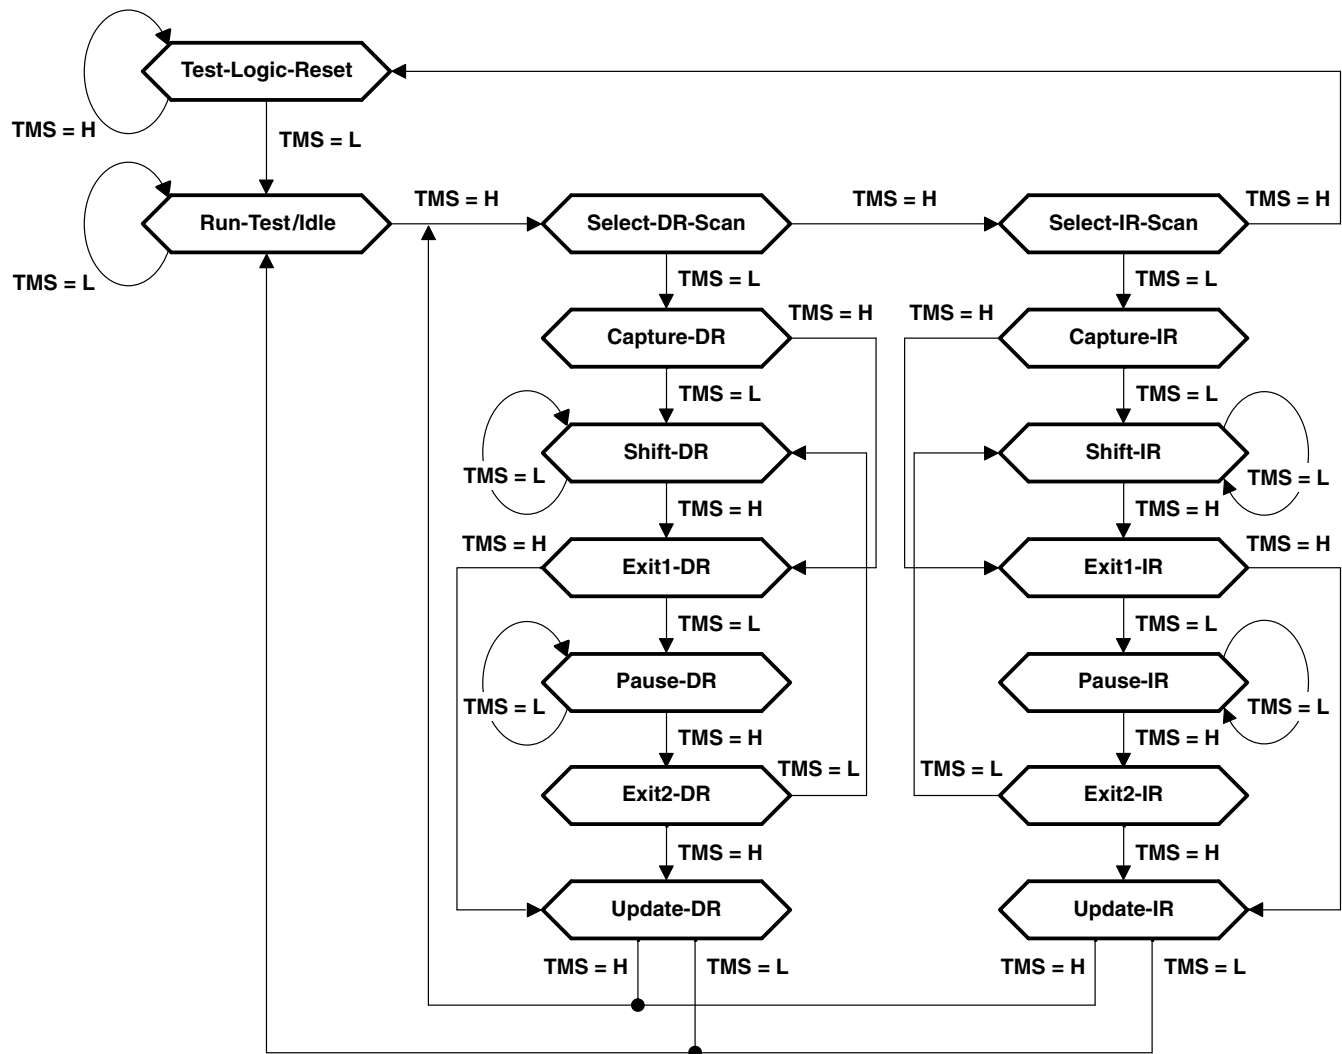 Test-Logic-Reset
TMS = H
TMS = L
TMS = H
TMS = H
TMS = H
Run-Test/Idle
Select-DR-Scan
Select-IR-Scan
TMS = L
TMS = L
TMS = L
TMS = H
TMS = H
Capture-DR
Capture-IR
TMS = L
TMS = L
Shift-DR
Shift-IR
TMS = L
TMS = L
TMS = H
TMS = H
TMS = H
TMS = H
Exit1-DR
Exit1-IR
TMS = L
TMS = L
Pause-DR
Pause-IR
TMS = L
TMS = L
TMS = H
TMS = H
TMS = L
TMS = L
Exit2-DR
Exit2-IR
TMS = H
TMS = H
Update-DR
Update-IR
TMS = H
TMS = L
TMS = H
TMS = L